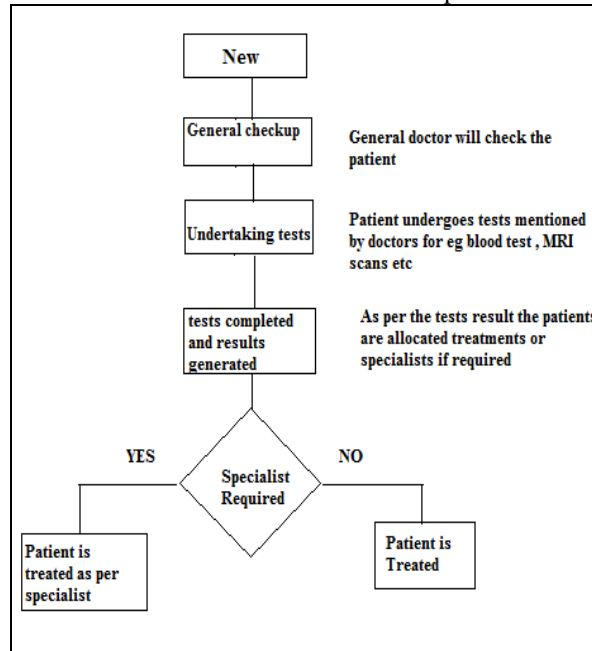 New
General checkup
General doctor will check the
patient
Undertaking tests
Patient undergoes tests mentioned
by doctors for eg blood test , MRI
scans etc
tests completed
and results
generated
As per the tests result the patients
are allocated treatments or
specialists if required
YES
NO
Specialist
Required
Patient is
treated as per
specialist
Patient is
Treated